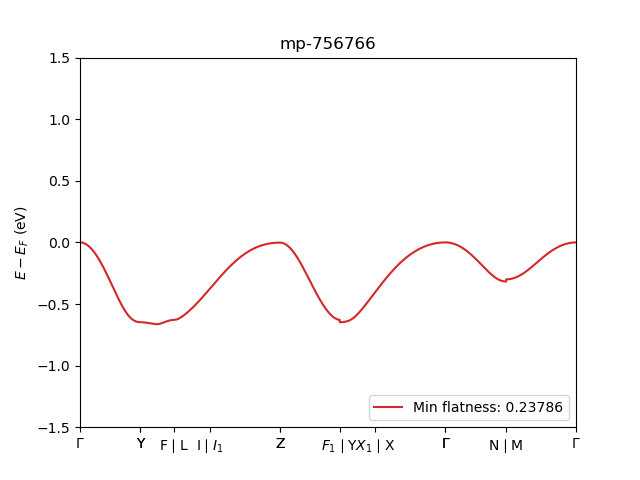 mp-756766
1.5
1.0
0.5
0.0
−0.5
−1.0
−1.5
E − E_F (eV)
Min flatness: 0.23786
Γ Y F | L I | I₁ Z F₁ | Y X₁ | X Γ N | M Γ